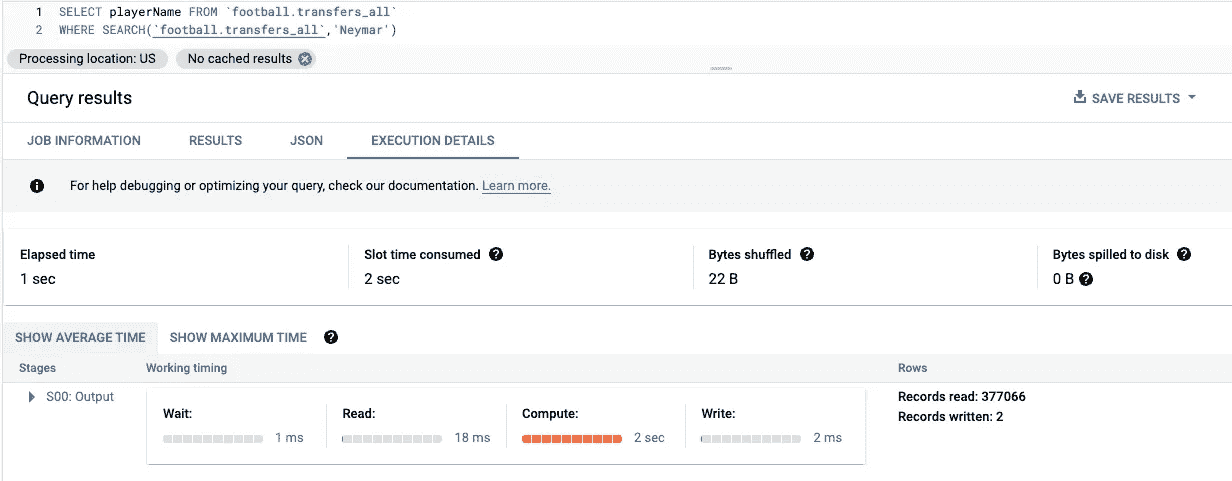 1 SELECT playerName FROM `football.transfers_all`
2 WHERE SEARCH(`football.transfers_all`,'Neymar')
Processing location: US No cached results
Query results SAVE RESULTS
JOB INFORMATION RESULTS JSON EXECUTION DETAILS
For help debugging or optimizing your query, check our documentation. Learn more.
Elapsed time Slot time consumed Bytes shuffled Bytes spilled to disk
1 sec 2 sec 22 B 0 B
SHOW AVERAGE TIME SHOW MAXIMUM TIME
Stages Working timing Rows
S00: Output
Wait: Read: Compute: Write:
1 ms 18 ms 2 sec 2 ms
Records read: 377066
Records written: 2